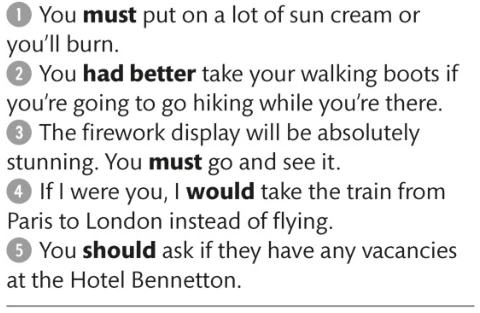 1 You must put on a lot of sun cream or
you'll burn.
2 You had better take your walking boots if
you're going to go hiking while you're there.
3 The firework display will be absolutely
stunning. You must go and see it.
4 If I were you, I would take the train from
Paris to London instead of flying.
5 You should ask if they have any vacancies
at the Hotel Bennetton.